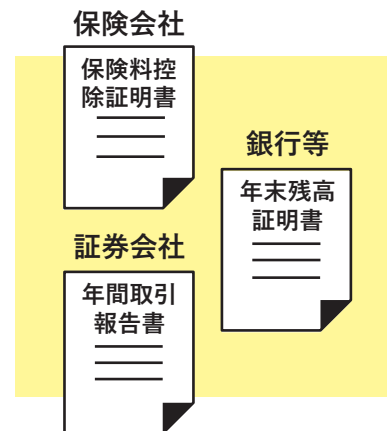 保険会社
保険料控
除証明書
銀行等
年末残高
証明書
証券会社
年間取引
報告書